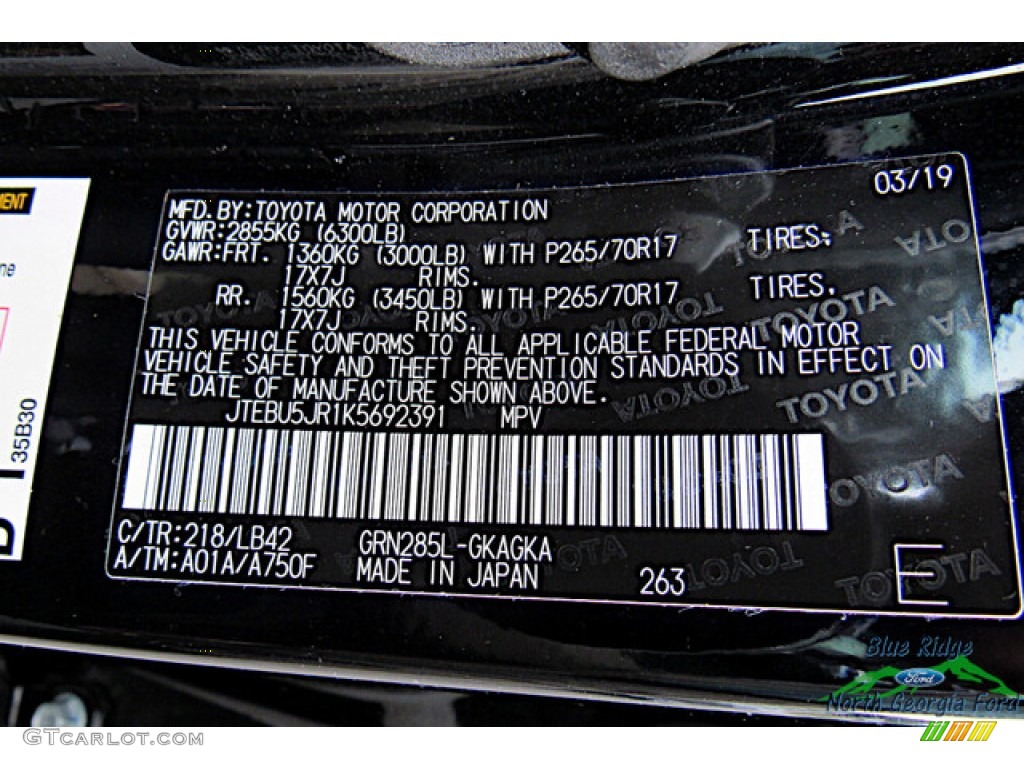 03/19
MFD.BY:TOYOTA MOTOR CORPORATION
GVWR:2855KG (6300LB)
GAWR:FRT. 1360KG (3000LB) WITH P265/70R17 TIRES:
17X7J RIMS.
RR. 1560KG (3450LB) WITH P265/70R17 TIRES,
17X7J RIMS.
THIS VEHICLE CONFORMS TO ALL APPLICABLE FEDERAL MOTOR
VEHICLE SAFETY AND THEFT PREVENTION STANDARDS IN EFFECT ON
THE DATE OF MANUFACTURE SHOWN ABOVE.
JTEBU5JR1K5692391 MPV
C/TR:218/LB42 GRN285L-GKAGKA
A/TM:A01A/A750F MADE IN JAPAN 263 E
35B30
TOYOTA
TOYOTA
TOYOTA
TOYOTA
TOYOTA
Blue Ridge
Ford
North Georgia Ford
GTcarlot.com